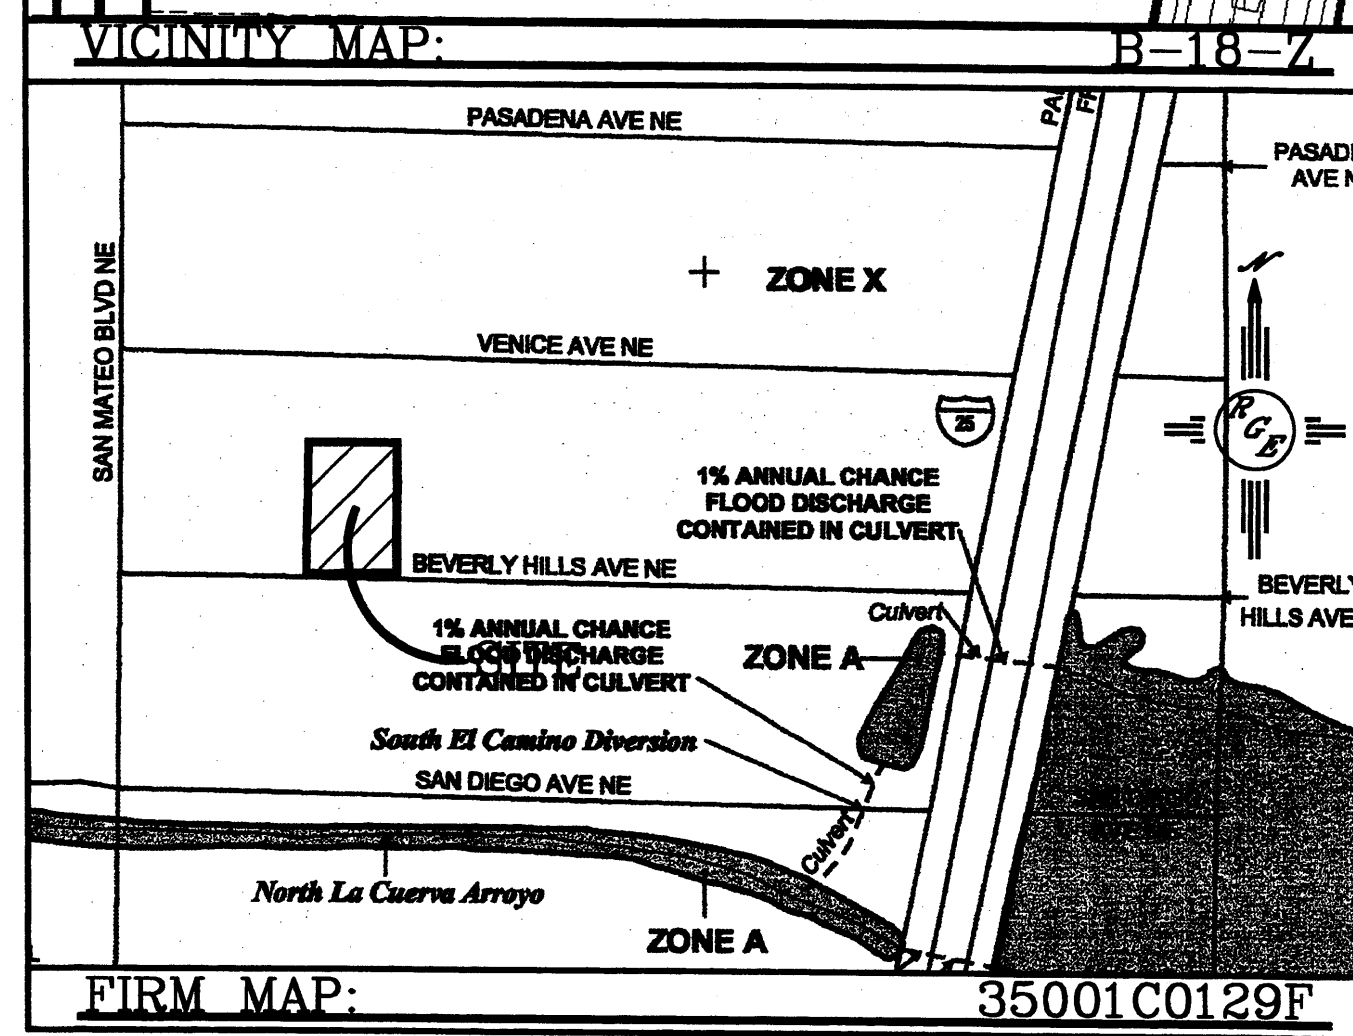 VICINITY MAP:
B-18-Z
PASADENA AVE NE
PA
FR
PASADE
AVE N
SAN MATEO BLVD NE
ZONE X
N
VENICE AVE NE
25
R
G
E
1% ANNUAL CHANCE
FLOOD DISCHARGE
CONTAINED IN CULVERT
BEVERLY HILLS AVE NE
BEVERLY
HILLS AVE
Culvert
1% ANNUAL CHANCE
FLOOD DISCHARGE
CONTAINED IN CULVERT
SITE
ZONE A
South El Camino Diversion
SAN DIEGO AVE NE
Culvert
North La Cuerva Arroyo
ZONE A
FIRM MAP:
35001C0129F